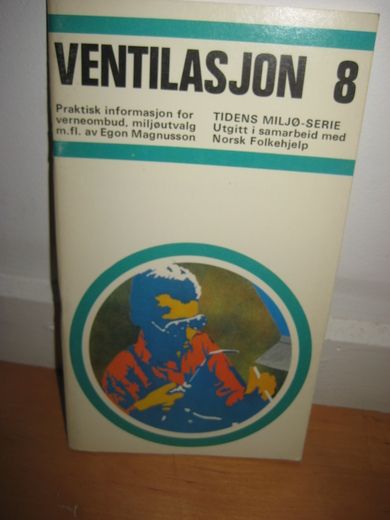 VENTILASJON 8
Praktisk informasjon for
verneombud, miljøutvalg
m.fl. av Egon Magnusson
TIDENS MILJØ-SERIE
Utgitt i samarbeid med
Norsk Folkehjelp